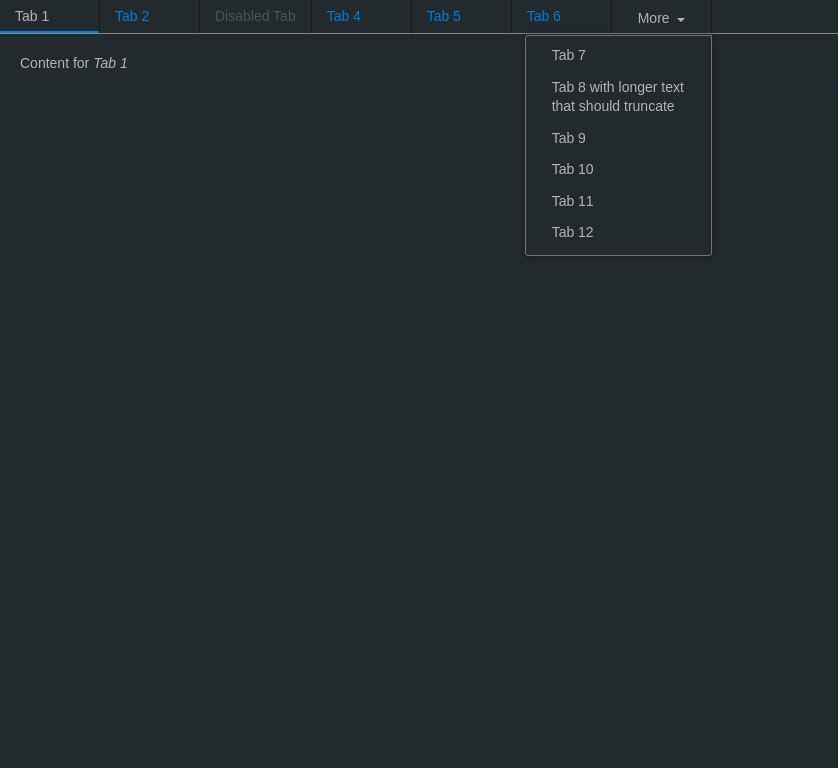 Tab 1 Tab 2 Disabled Tab Tab 4 Tab 5 Tab 6 More
Content for Tab 1
Tab 7
Tab 8 with longer text
that should truncate
Tab 9
Tab 10
Tab 11
Tab 12